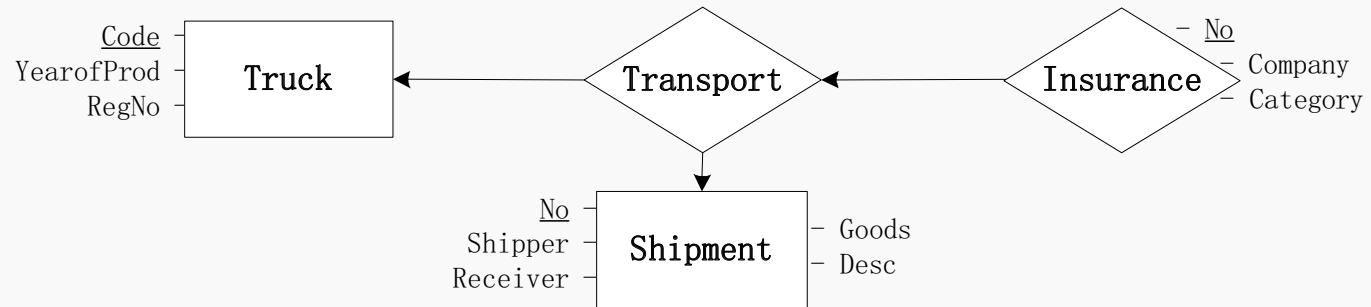 Code
YearofProd
RegNo
Truck
Transport
Insurance
No
Company
Category
No
Shipper
Receiver
Shipment
Goods
Desc